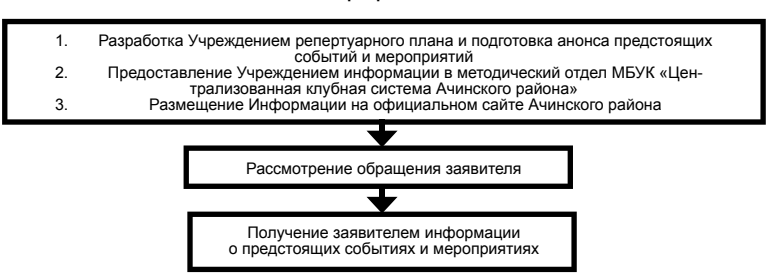 1. Разработка Учреждением репертуарного плана и подготовка анонса предстоящих
событий и мероприятий
2. Предоставление Учреждением информации в методический отдел МБУК «Цен-
трализованная клубная система Ачинского района»
3. Размещение Информации на официальном сайте Ачинского района
Рассмотрение обращения заявителя
Получение заявителем информации
о предстоящих событиях и мероприятиях